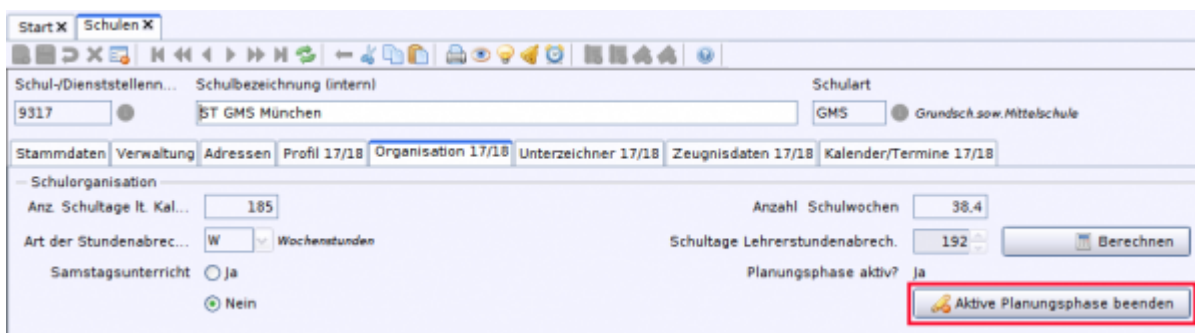 Start Schulen
Schul-/Dienststellenn... Schulbezeichnung (intern) Schulart
9317 ST GMS München GMS Grundsch.sow.Mittelschule
Stammdaten Verwaltung Adressen Profil 17/18 Organisation 17/18 Unterzeichner 17/18 Zeugnisdaten 17/18 Kalender/Termine 17/18
Schulorganisation
Anz. Schultage lt. Kal... 185 Anzahl Schulwochen 38,4
Art der Stundenabrec... W Wochenstunden Schultage Lehrerstundenabrech. 192 Berechnen
Samstagsunterricht Ja Planungsphase aktiv? Ja
Nein Aktive Planungsphase beenden